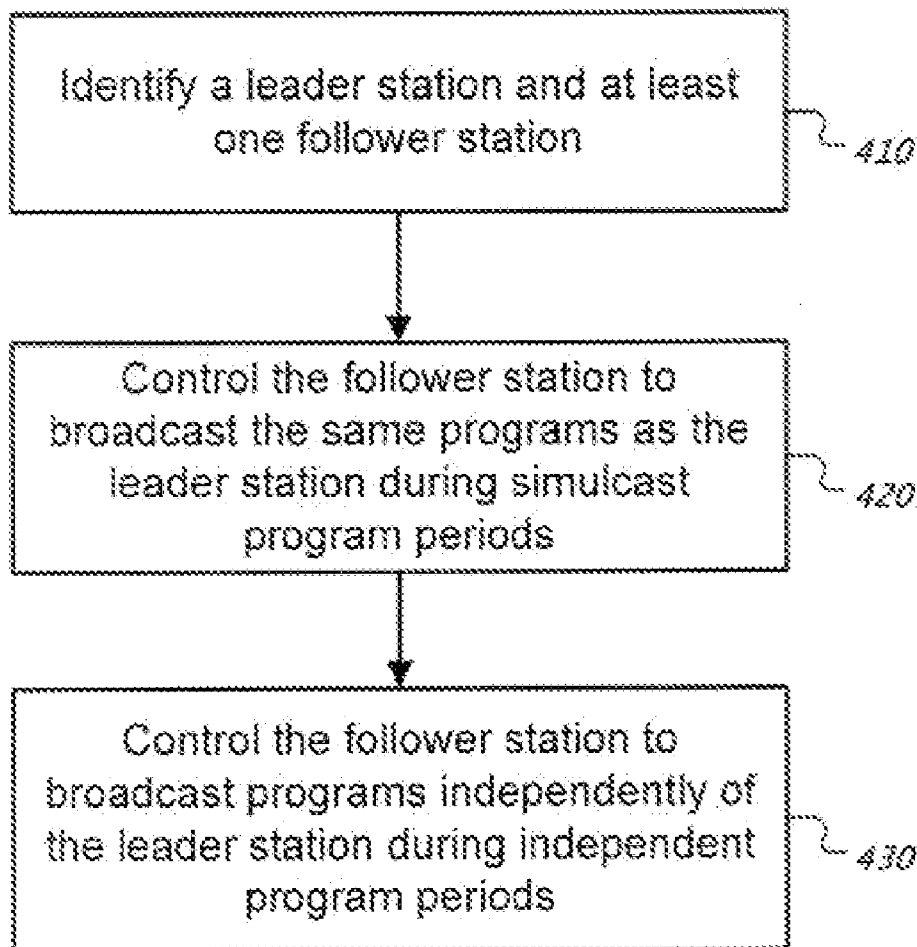 Identify a leader station and at least
one follower station
410
Control the follower station to
broadcast the same programs as the
leader station during simulcast
program periods
420
Control the follower station to
broadcast programs independently of
the leader station during independent
program periods
430